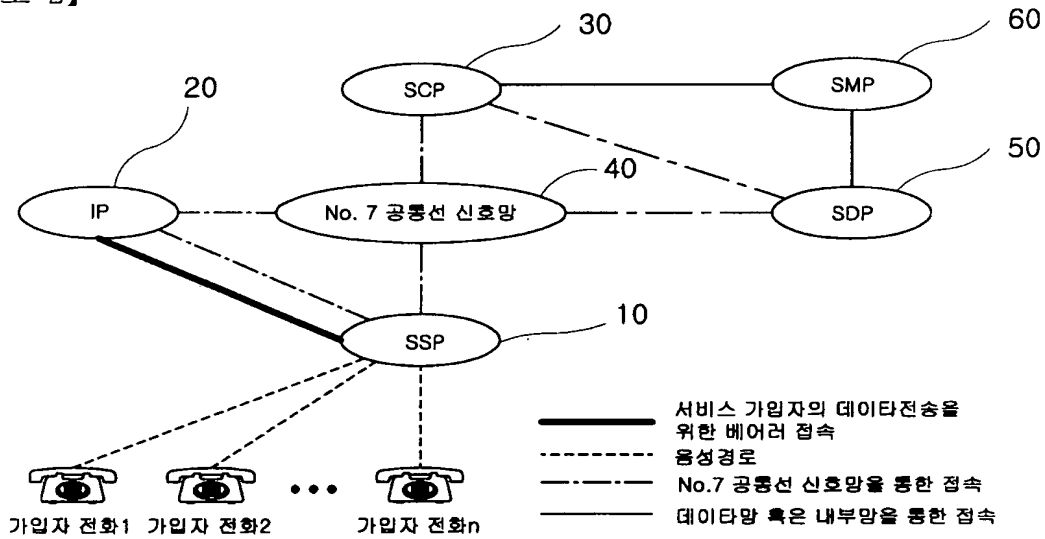 30
60
SCP
SMP
20
40
50
IP
No. 7 공통선 신호망
SDP
10
SSP
서비스 가입자의 데이타전송을
위한 베어러 접속
음성경로
No.7 공통선 신호망을 통한 접속
데이타망 혹은 내부망을 통한 접속
가입자 전화1
가입자 전화2
가입자 전화n